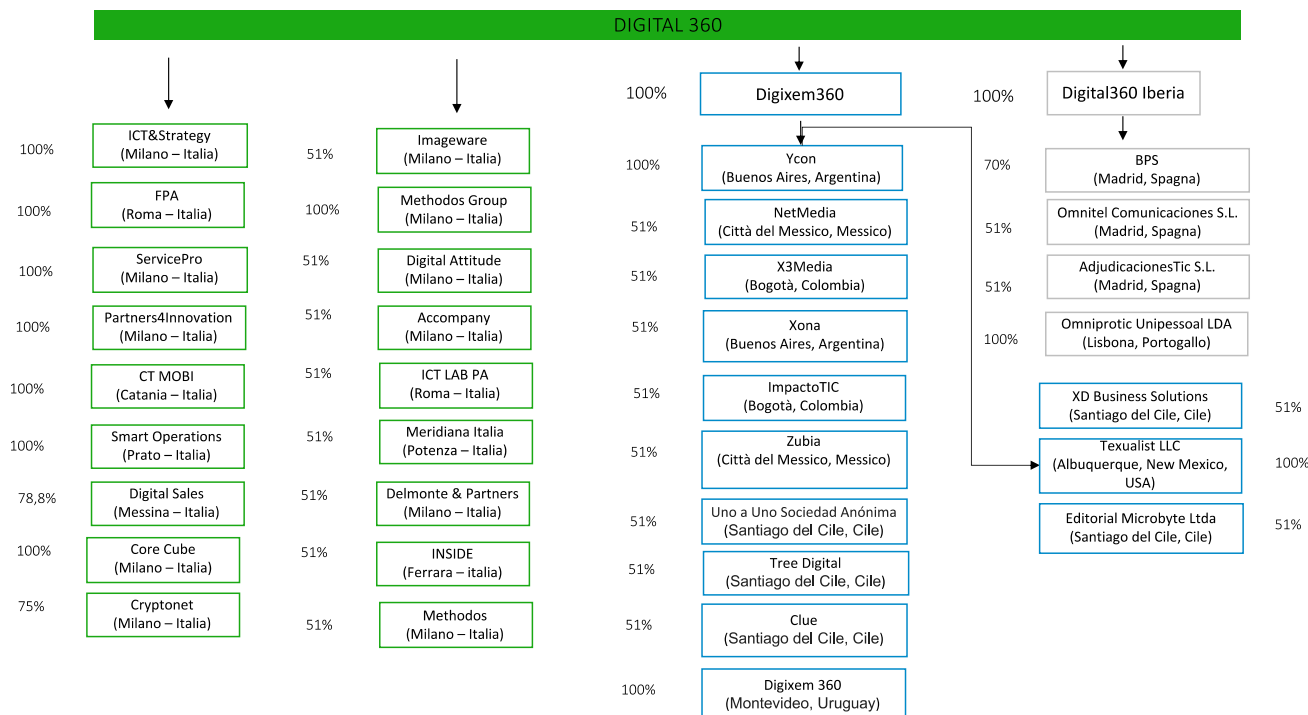 DIGITAL 360
100%
ICT&Strategy
(Milano – Italia)
100%
FPA
(Roma – Italia)
100%
ServicePro
(Milano – Italia)
100%
Partners4Innovation
(Milano – Italia)
100%
CT MOBI
(Catania – Italia)
100%
Smart Operations
(Prato – Italia)
78,8%
Digital Sales
(Messina – Italia)
100%
Core Cube
(Milano – Italia)
75%
Cryptonet
(Milano – Italia)
51%
Imageware
(Milano – Italia)
100%
Methodos Group
(Milano – Italia)
51%
Digital Attitude
(Milano – Italia)
51%
Accompany
(Milano – Italia)
51%
ICT LAB PA
(Roma – Italia)
51%
Meridiana Italia
(Potenza – Italia)
51%
Delmonte & Partners
(Milano – Italia)
51%
INSIDE
(Ferrara – italia)
51%
Methodos
(Milano – Italia)
100%
Digixem360
100%
Ycon
(Buenos Aires, Argentina)
51%
NetMedia
(Città del Messico, Messico)
51%
X3Media
(Bogotà, Colombia)
51%
Xona
(Buenos Aires, Argentina)
51%
ImpactoTIC
(Bogotà, Colombia)
51%
Zubia
(Città del Messico, Messico)
51%
Uno a Uno Sociedad Anónima
(Santiago del Cile, Cile)
51%
Tree Digital
(Santiago del Cile, Cile)
51%
Clue
(Santiago del Cile, Cile)
100%
Digixem 360
(Montevideo, Uruguay)
100%
Digital360 Iberia
70%
BPS
(Madrid, Spagna)
51%
Omnitel Comunicaciones S.L.
(Madrid, Spagna)
51%
AdjudicacionesTic S.L.
(Madrid, Spagna)
100%
Omniprotic Unipessoal LDA
(Lisbona, Portogallo)
XD Business Solutions
(Santiago del Cile, Cile)
51%
Texualist LLC
(Albuquerque, New Mexico,
USA)
100%
Editorial Microbyte Ltda
(Santiago del Cile, Cile)
51%